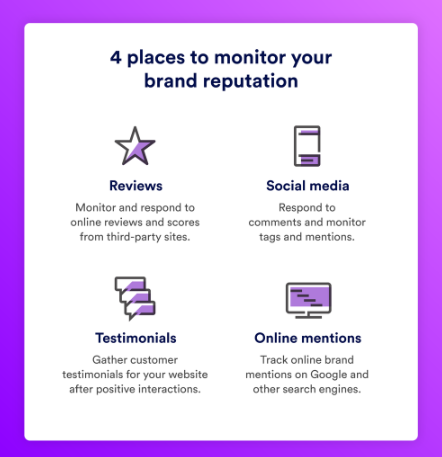 4 places to monitor your
brand reputation
Reviews
Monitor and respond to
online reviews and scores
from third-party sites.
Social media
Respond to
comments and monitor
tags and mentions.
Testimonials
Gather customer
testimonials for your website
after positive interactions.
Online mentions
Track online brand
mentions on Google and
other search engines.